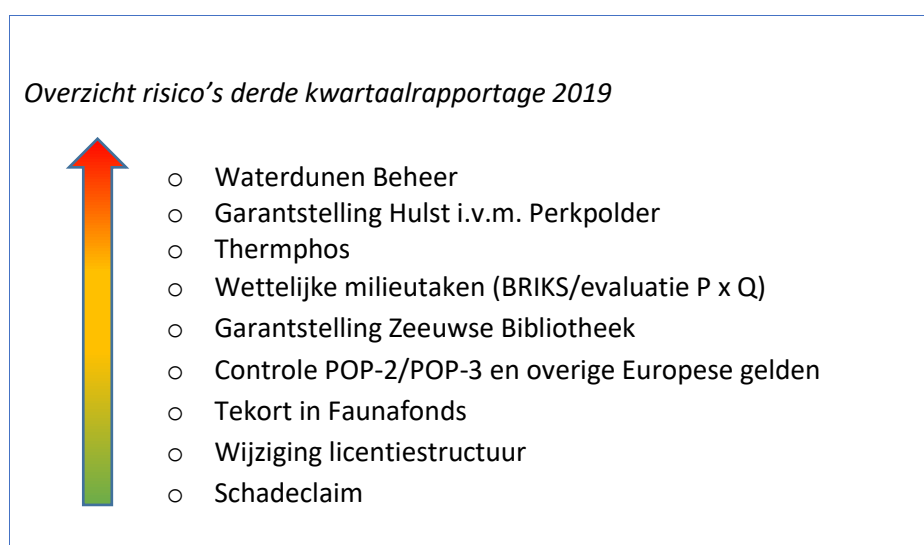 Overzicht risico’s derde kwartaalrapportage 2019
o Waterdunen Beheer
o Garantstelling Hulst i.v.m. Perkpolder
o Thermphos
o Wettelijke milieutaken (BRIKS/evaluatie P x Q)
o Garantstelling Zeeuwse Bibliotheek
o Controle POP-2/POP-3 en overige Europese gelden
o Tekort in Faunafonds
o Wijziging licentiestructuur
o Schadeclaim